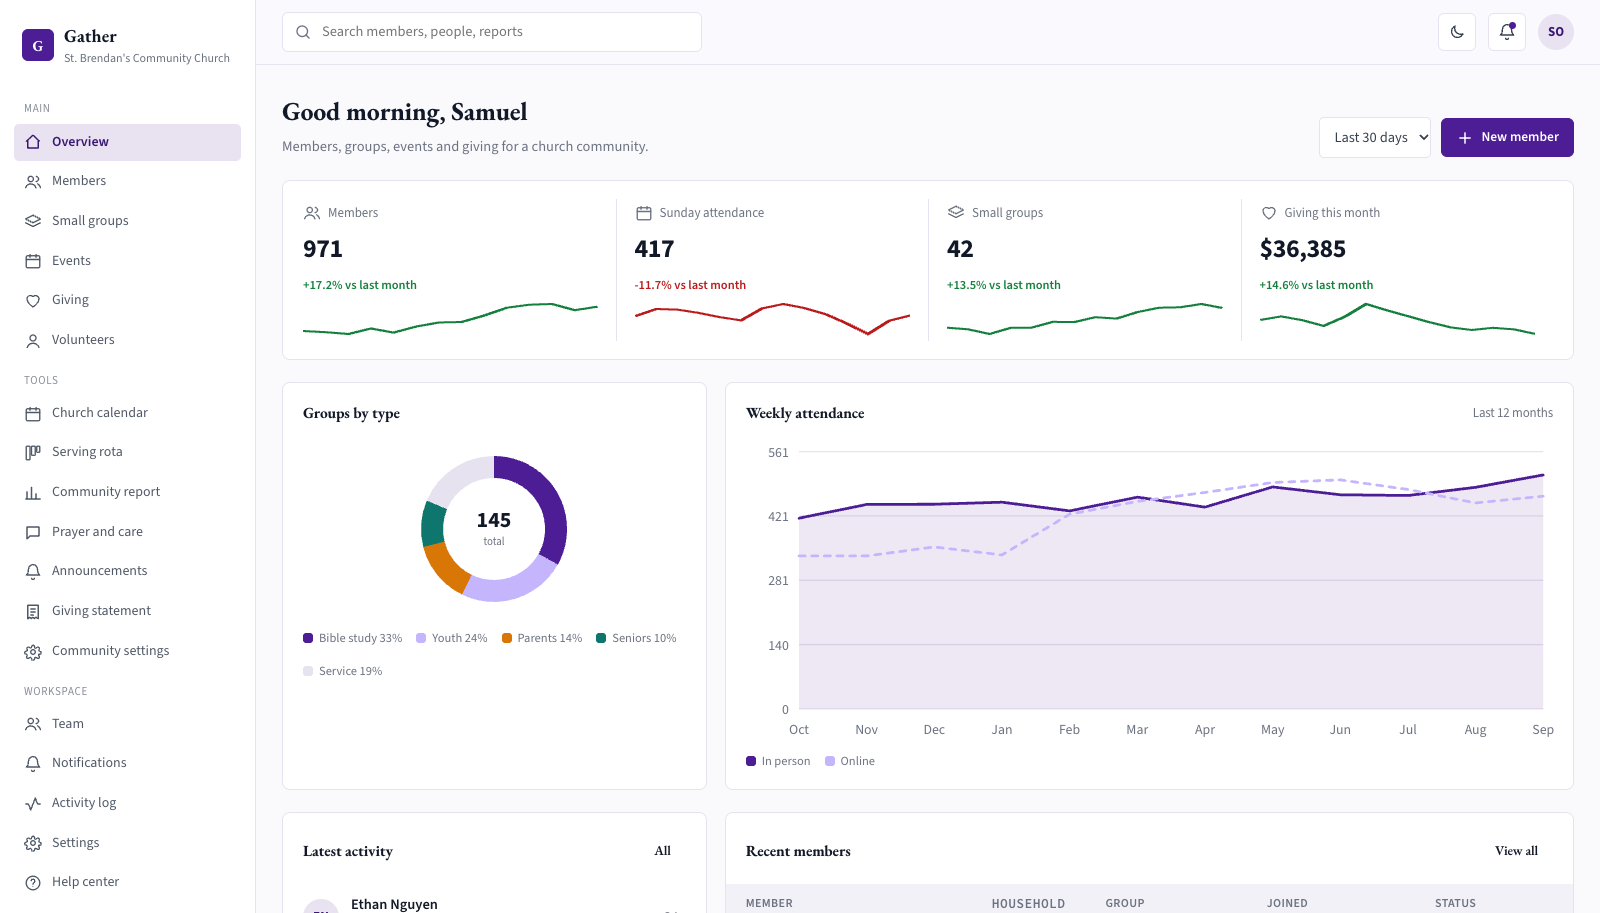 G
Gather
St. Brendan's Community Church
MAIN
Overview
Members
Small groups
Events
Giving
Volunteers
TOOLS
Church calendar
Serving rota
Community report
Prayer and care
Announcements
Giving statement
Community settings
WORKSPACE
Team
Notifications
Activity log
Settings
Help center
Search members, people, reports
SO
Good morning, Samuel
Members, groups, events and giving for a church community.
Last 30 days
New member
Members
971
+17.2% vs last month
Sunday attendance
417
-11.7% vs last month
Small groups
42
+13.5% vs last month
Giving this month
$36,385
+14.6% vs last month
Groups by type
145
total
Bible study 33% Youth 24% Parents 14% Seniors 10%
Service 19%
Weekly attendance
Last 12 months
561
421
281
140
0
Oct Nov Dec Jan Feb Mar Apr May Jun Jul Aug Sep
In person Online
Latest activity
All
Ethan Nguyen
Recent members
View all
MEMBER HOUSEHOLD GROUP JOINED STATUS